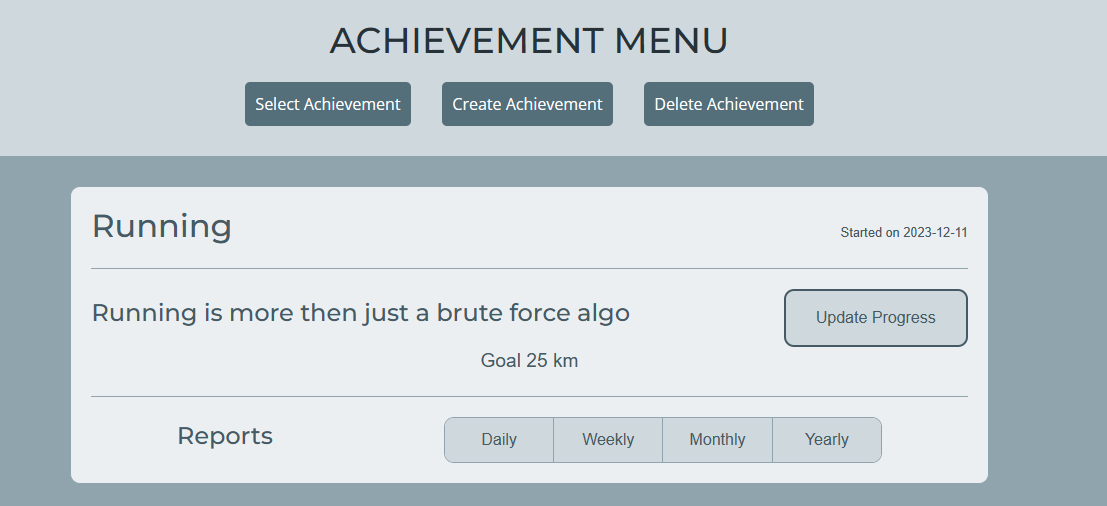 ACHIEVEMENT MENU
Select Achievement Create Achievement Delete Achievement
Running
Started on 2023-12-11
Running is more then just a brute force algo
Update Progress
Goal 25 km
Reports
Daily Weekly Monthly Yearly